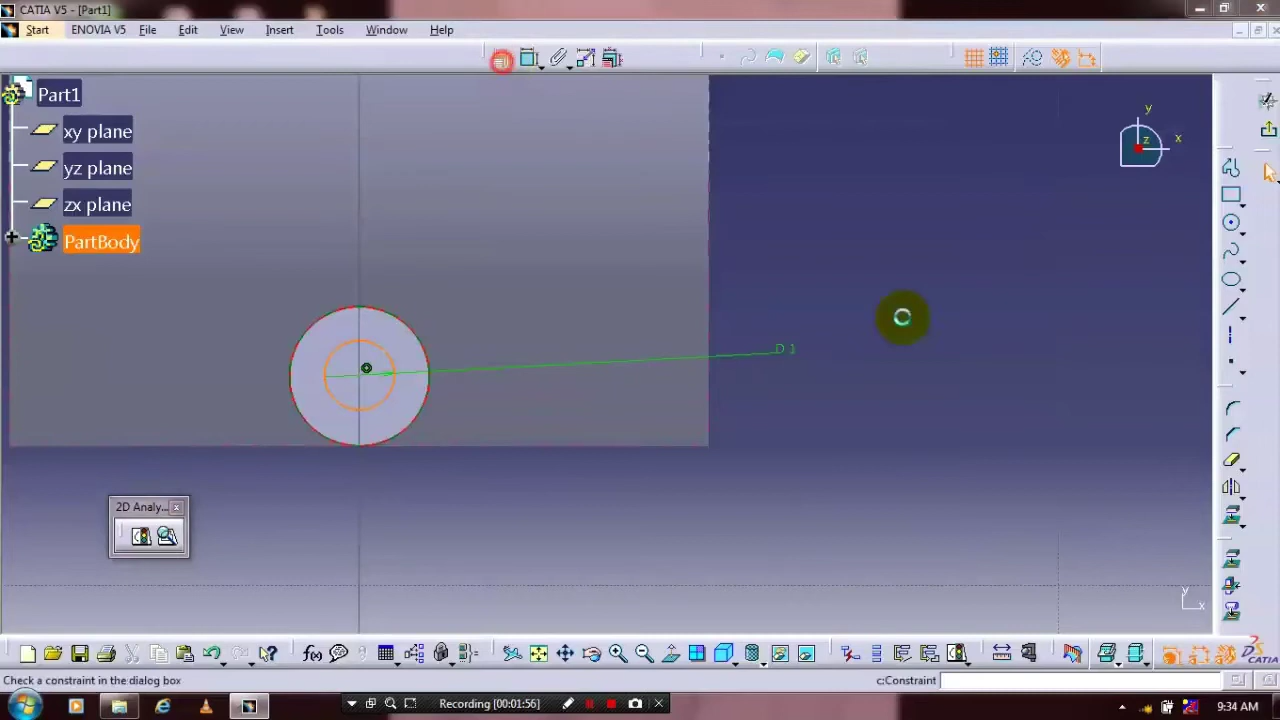 CATIA V5 - [Part1]
Start ENOVIA V5 File Edit View Insert Tools Window Help
Part1
xy plane
yz plane
zx plane
PartBody
y
z
x
D 1
2D Analy...
y
x
f(x)
CATIA
Check a constraint in the dialog box
c:Constraint
Recording [00:01:56]
9:34 AM